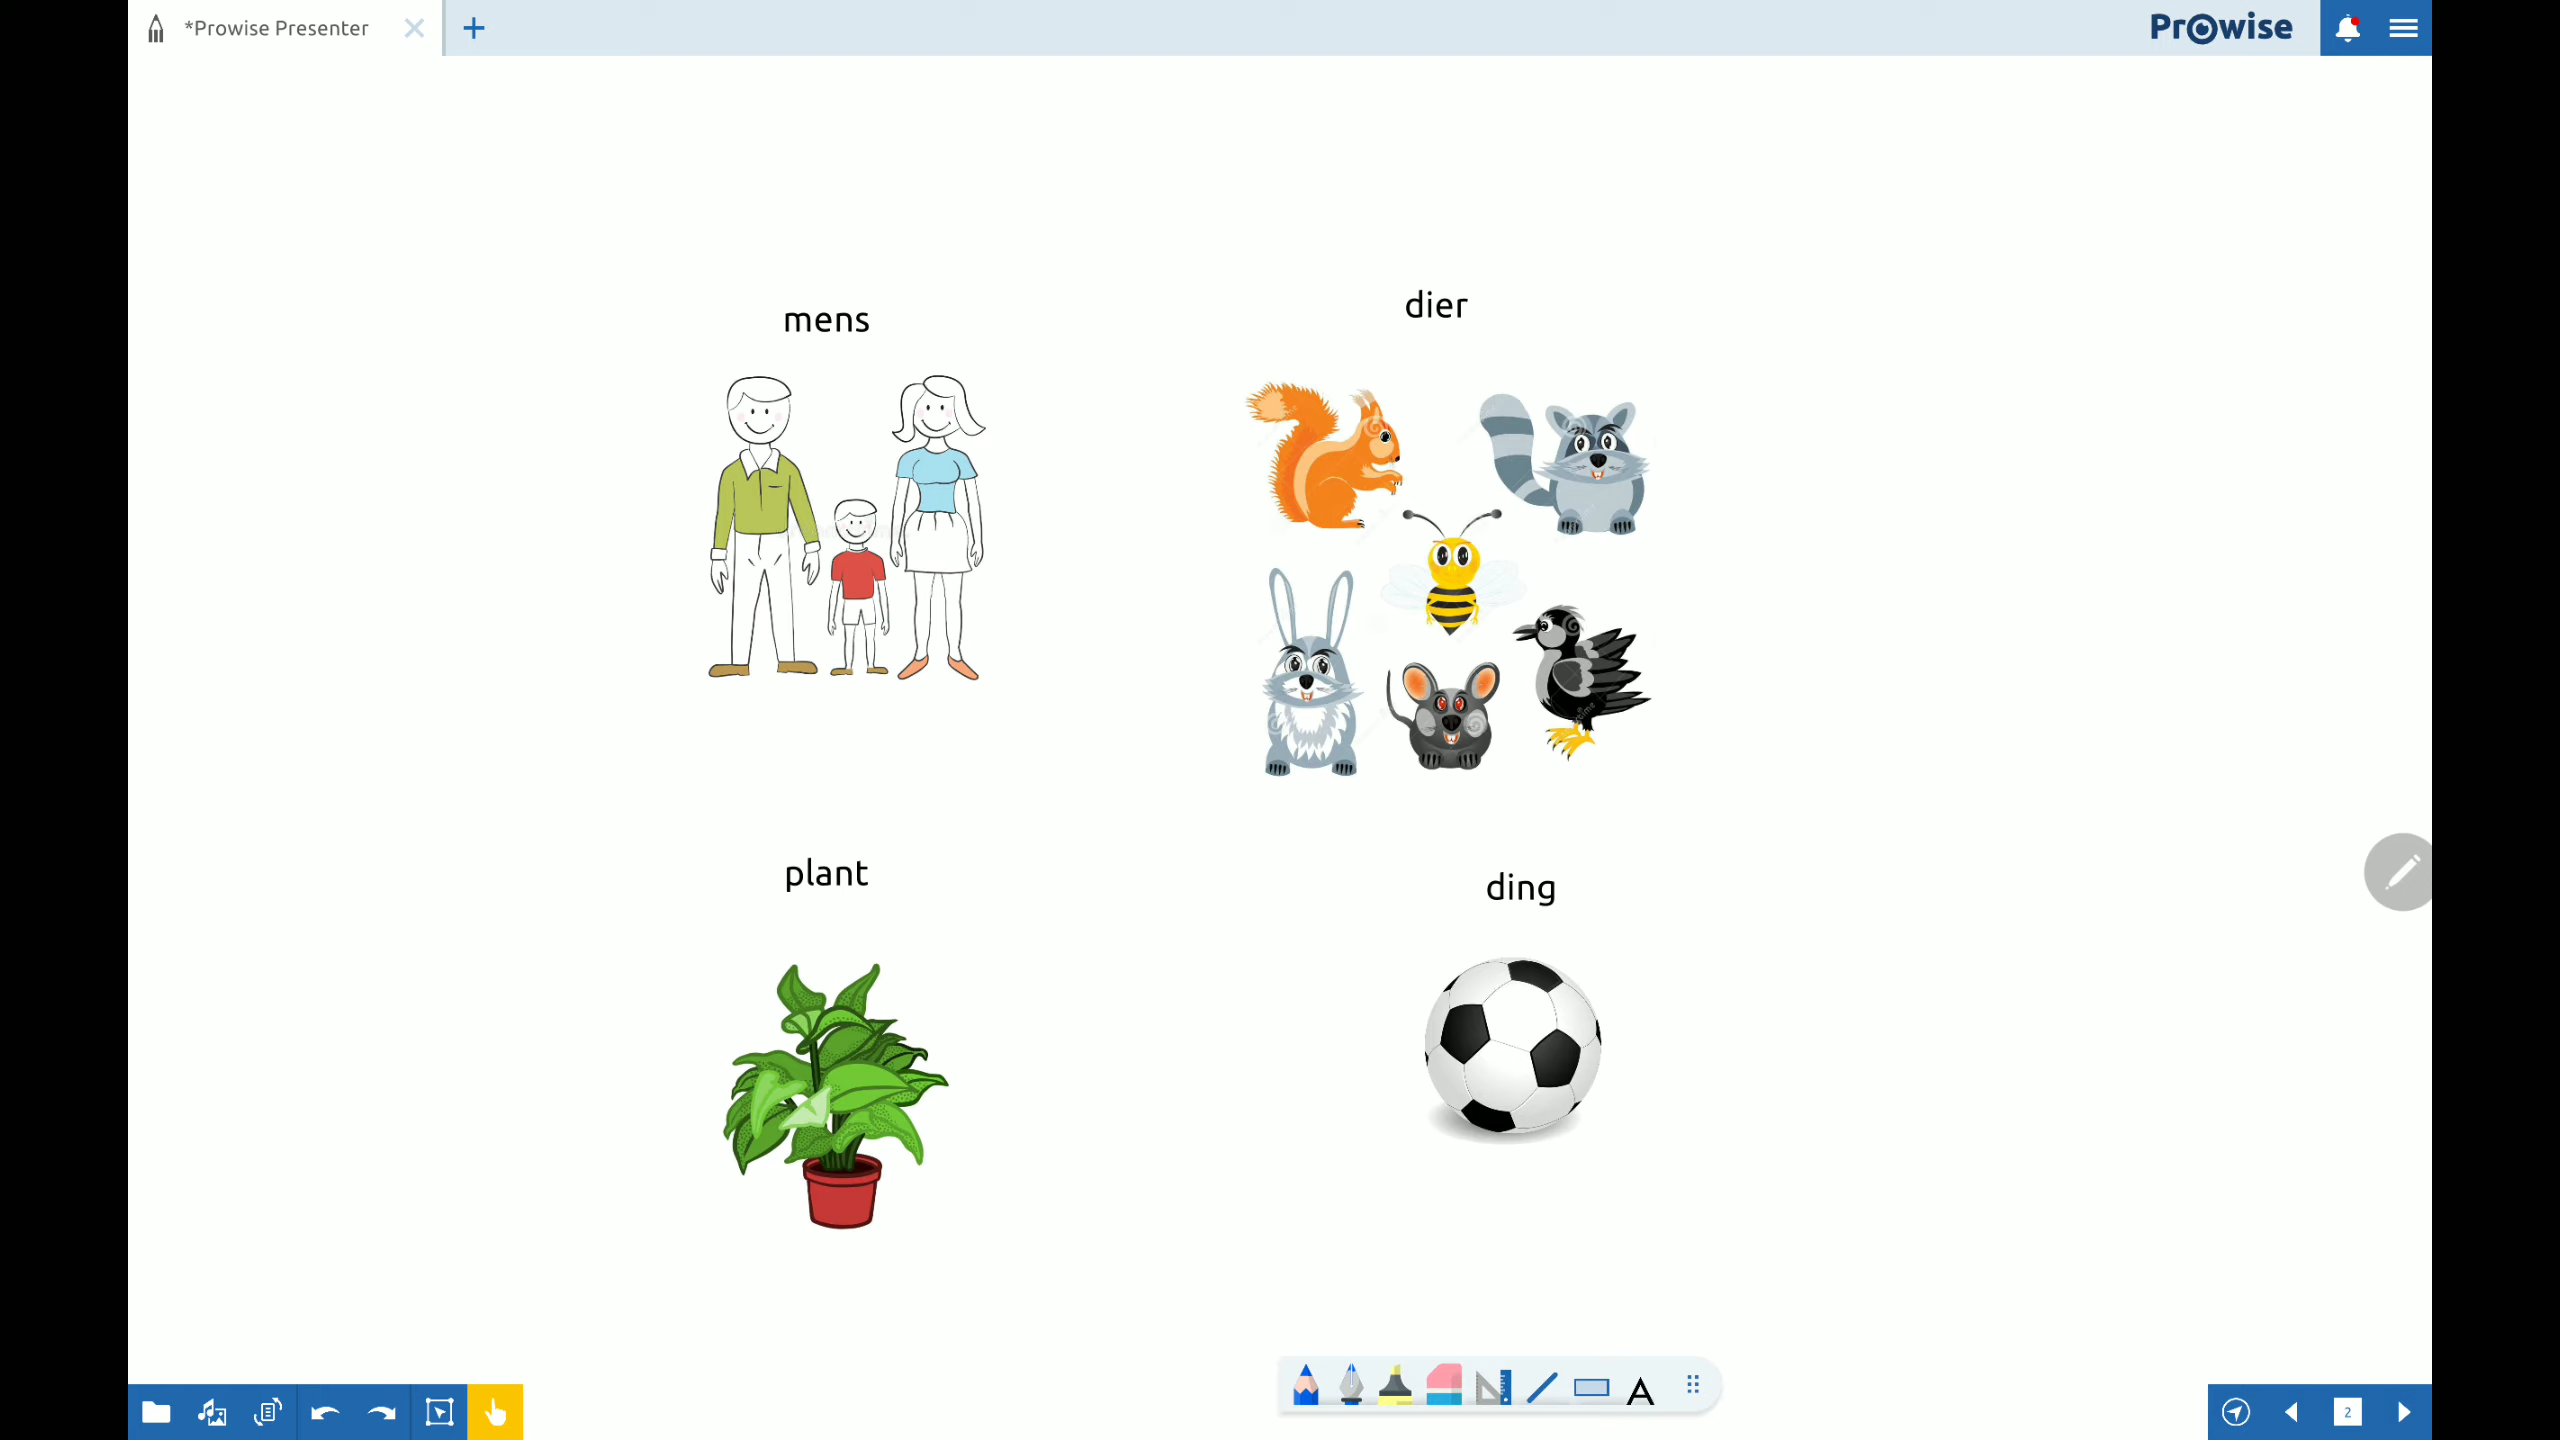 *Prowise Presenter
Prowise
mens
dier
plant
ding
A
2